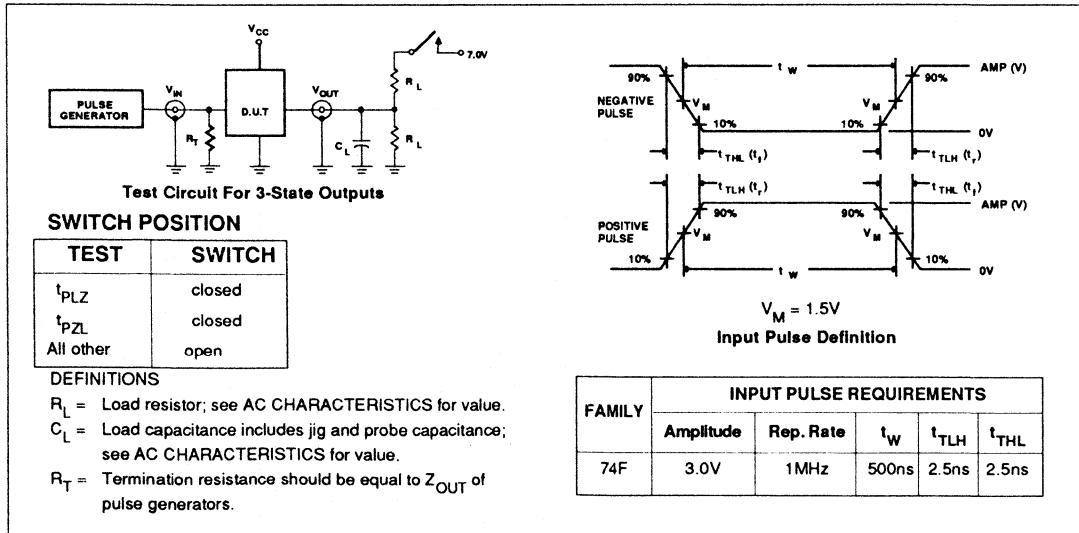 VCC
7.0V
RL
VIN
VOUT
PULSE GENERATOR
D.U.T
RT
CL
RL
Test Circuit For 3-State Outputs
SWITCH POSITION
TEST SWITCH
tPLZ closed
tPZL closed
All other open
DEFINITIONS
RL = Load resistor; see AC CHARACTERISTICS for value.
CL = Load capacitance includes jig and probe capacitance;
see AC CHARACTERISTICS for value.
RT = Termination resistance should be equal to ZOUT of
pulse generators.
tW AMP (V)
90% 90%
NEGATIVE
PULSE
VM VM
10% 10%
0V
tTHL (tf) tTLH (tr)
tTLH (tr) tTHL (tf)
AMP (V)
90% 90%
POSITIVE
PULSE
VM VM
10% 10%
tW 0V
VM = 1.5V
Input Pulse Definition
FAMILY INPUT PULSE REQUIREMENTS
Amplitude Rep. Rate tW tTLH tTHL
74F 3.0V 1MHz 500ns 2.5ns 2.5ns